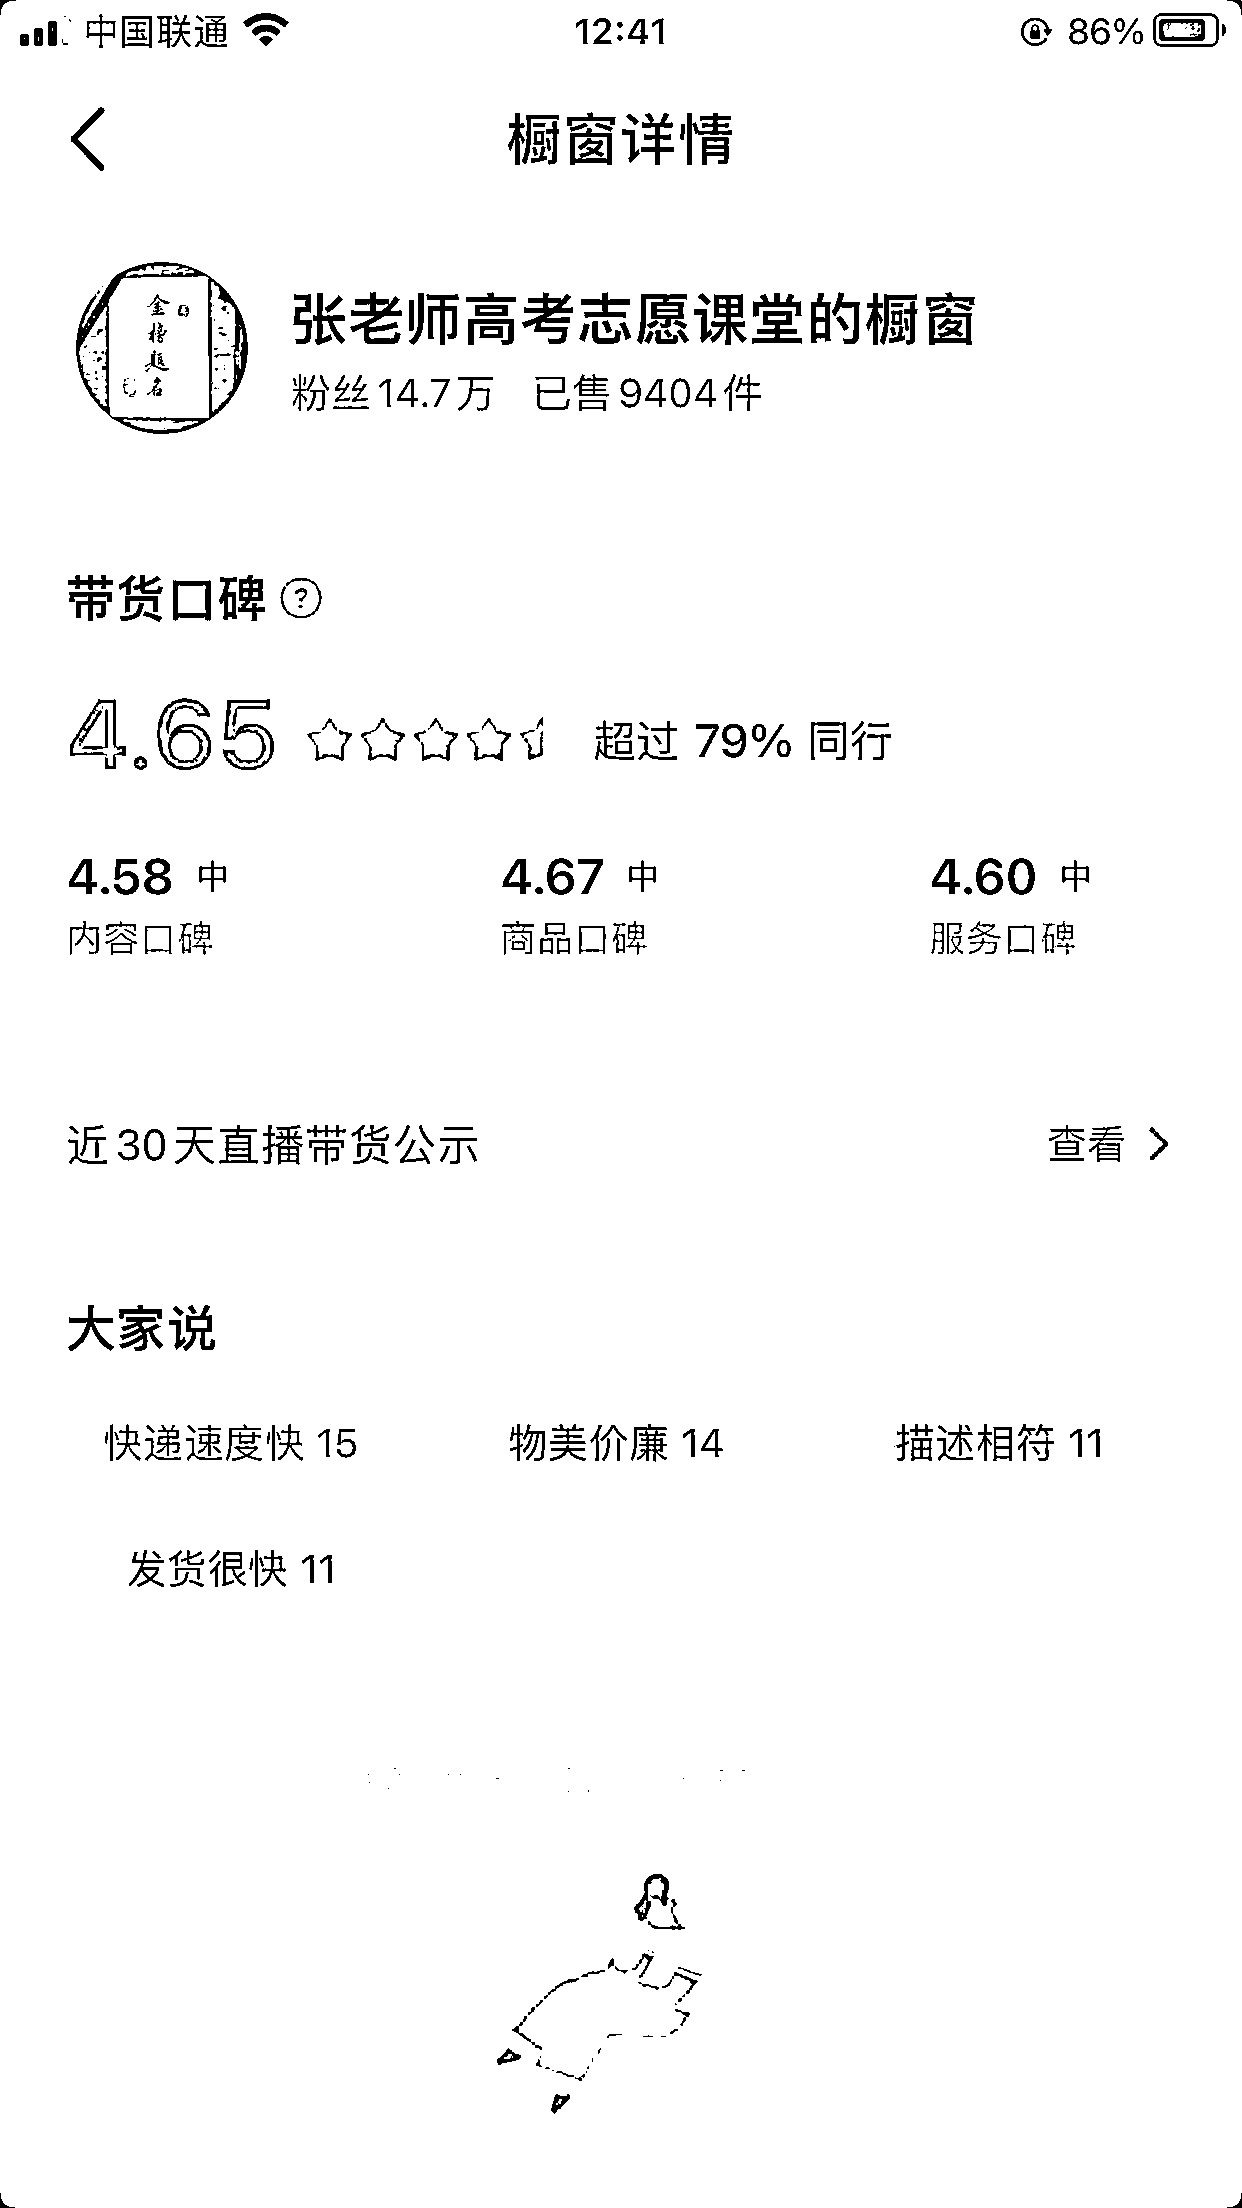 中国联通 12:41 86%
橱窗详情
金榜题名
张老师高考志愿课堂的橱窗
粉丝14.7万 已售9404件
带货口碑 ?
4.65 超过 79% 同行
4.58 中 4.67 中 4.60 中
内容口碑 商品口碑 服务口碑
近30天直播带货公示 查看
大家说
快递速度快 15 物美价廉 14 描述相符 11
发货很快 11